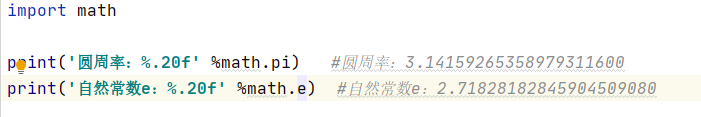 import math
print('圆周率：%.20f' %math.pi)   #圆周率：3.14159265358979311600
print('自然常数e：%.20f' %math.e)  #自然常数e：2.71828182845904509080